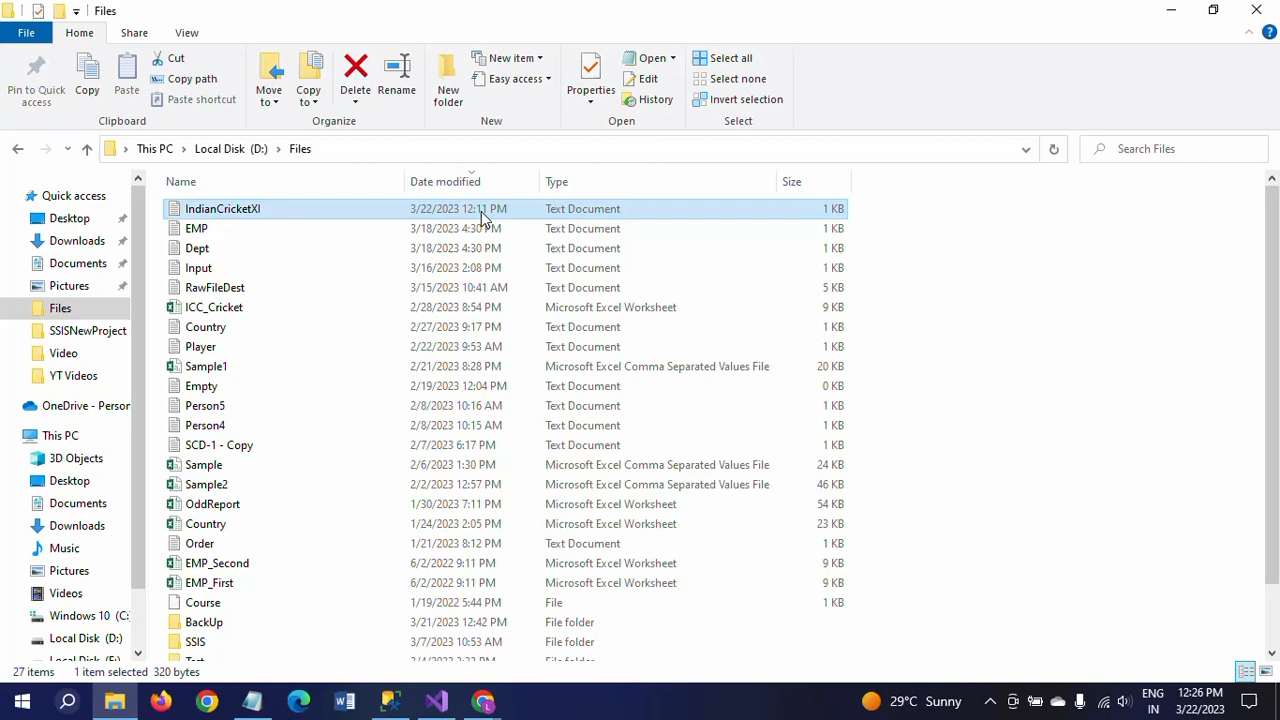 Files
File Home Share View
Pin to Quick access
Copy
Paste
Cut
Copy path
Paste shortcut
Clipboard
Move to
Copy to
Delete
Rename
Organize
New folder
New item
Easy access
New
Properties
Open
Edit
History
Open
Select all
Select none
Invert selection
Select
This PC > Local Disk (D:) > Files
Search Files
Quick access
Desktop
Downloads
Documents
Pictures
Files
SSISNewProject
Video
YT Videos
OneDrive - Person
This PC
3D Objects
Desktop
Documents
Downloads
Music
Pictures
Videos
Windows 10 (C:
Local Disk (D:)
Local Disk (E:)
Name Date modified Type Size
IndianCricketXI 3/22/2023 12:11 PM Text Document 1 KB
EMP 3/18/2023 4:30 PM Text Document 1 KB
Dept 3/18/2023 4:30 PM Text Document 1 KB
Input 3/16/2023 2:08 PM Text Document 1 KB
RawFileDest 3/15/2023 10:41 AM Text Document 5 KB
ICC_Cricket 2/28/2023 8:54 PM Microsoft Excel Worksheet 9 KB
Country 2/27/2023 9:17 PM Text Document 1 KB
Player 2/22/2023 9:53 AM Text Document 1 KB
Sample1 2/21/2023 8:28 PM Microsoft Excel Comma Separated Values File 20 KB
Empty 2/19/2023 12:04 PM Text Document 0 KB
Person5 2/8/2023 10:16 AM Text Document 1 KB
Person4 2/8/2023 10:15 AM Text Document 1 KB
SCD-1 - Copy 2/7/2023 6:17 PM Text Document 1 KB
Sample 2/6/2023 1:30 PM Microsoft Excel Comma Separated Values File 24 KB
Sample2 2/2/2023 12:57 PM Microsoft Excel Comma Separated Values File 46 KB
OddReport 1/30/2023 7:11 PM Microsoft Excel Worksheet 54 KB
Country 1/24/2023 2:05 PM Microsoft Excel Worksheet 23 KB
Order 1/21/2023 8:12 PM Text Document 1 KB
EMP_Second 6/2/2022 9:11 PM Microsoft Excel Worksheet 9 KB
EMP_First 6/2/2022 9:11 PM Microsoft Excel Worksheet 9 KB
Course 1/19/2022 5:44 PM File 1 KB
BackUp 3/21/2023 12:42 PM File folder
SSIS 3/7/2023 10:53 AM File folder
27 items 1 item selected 320 bytes
29°C Sunny
ENG
IN
12:26 PM
3/22/2023